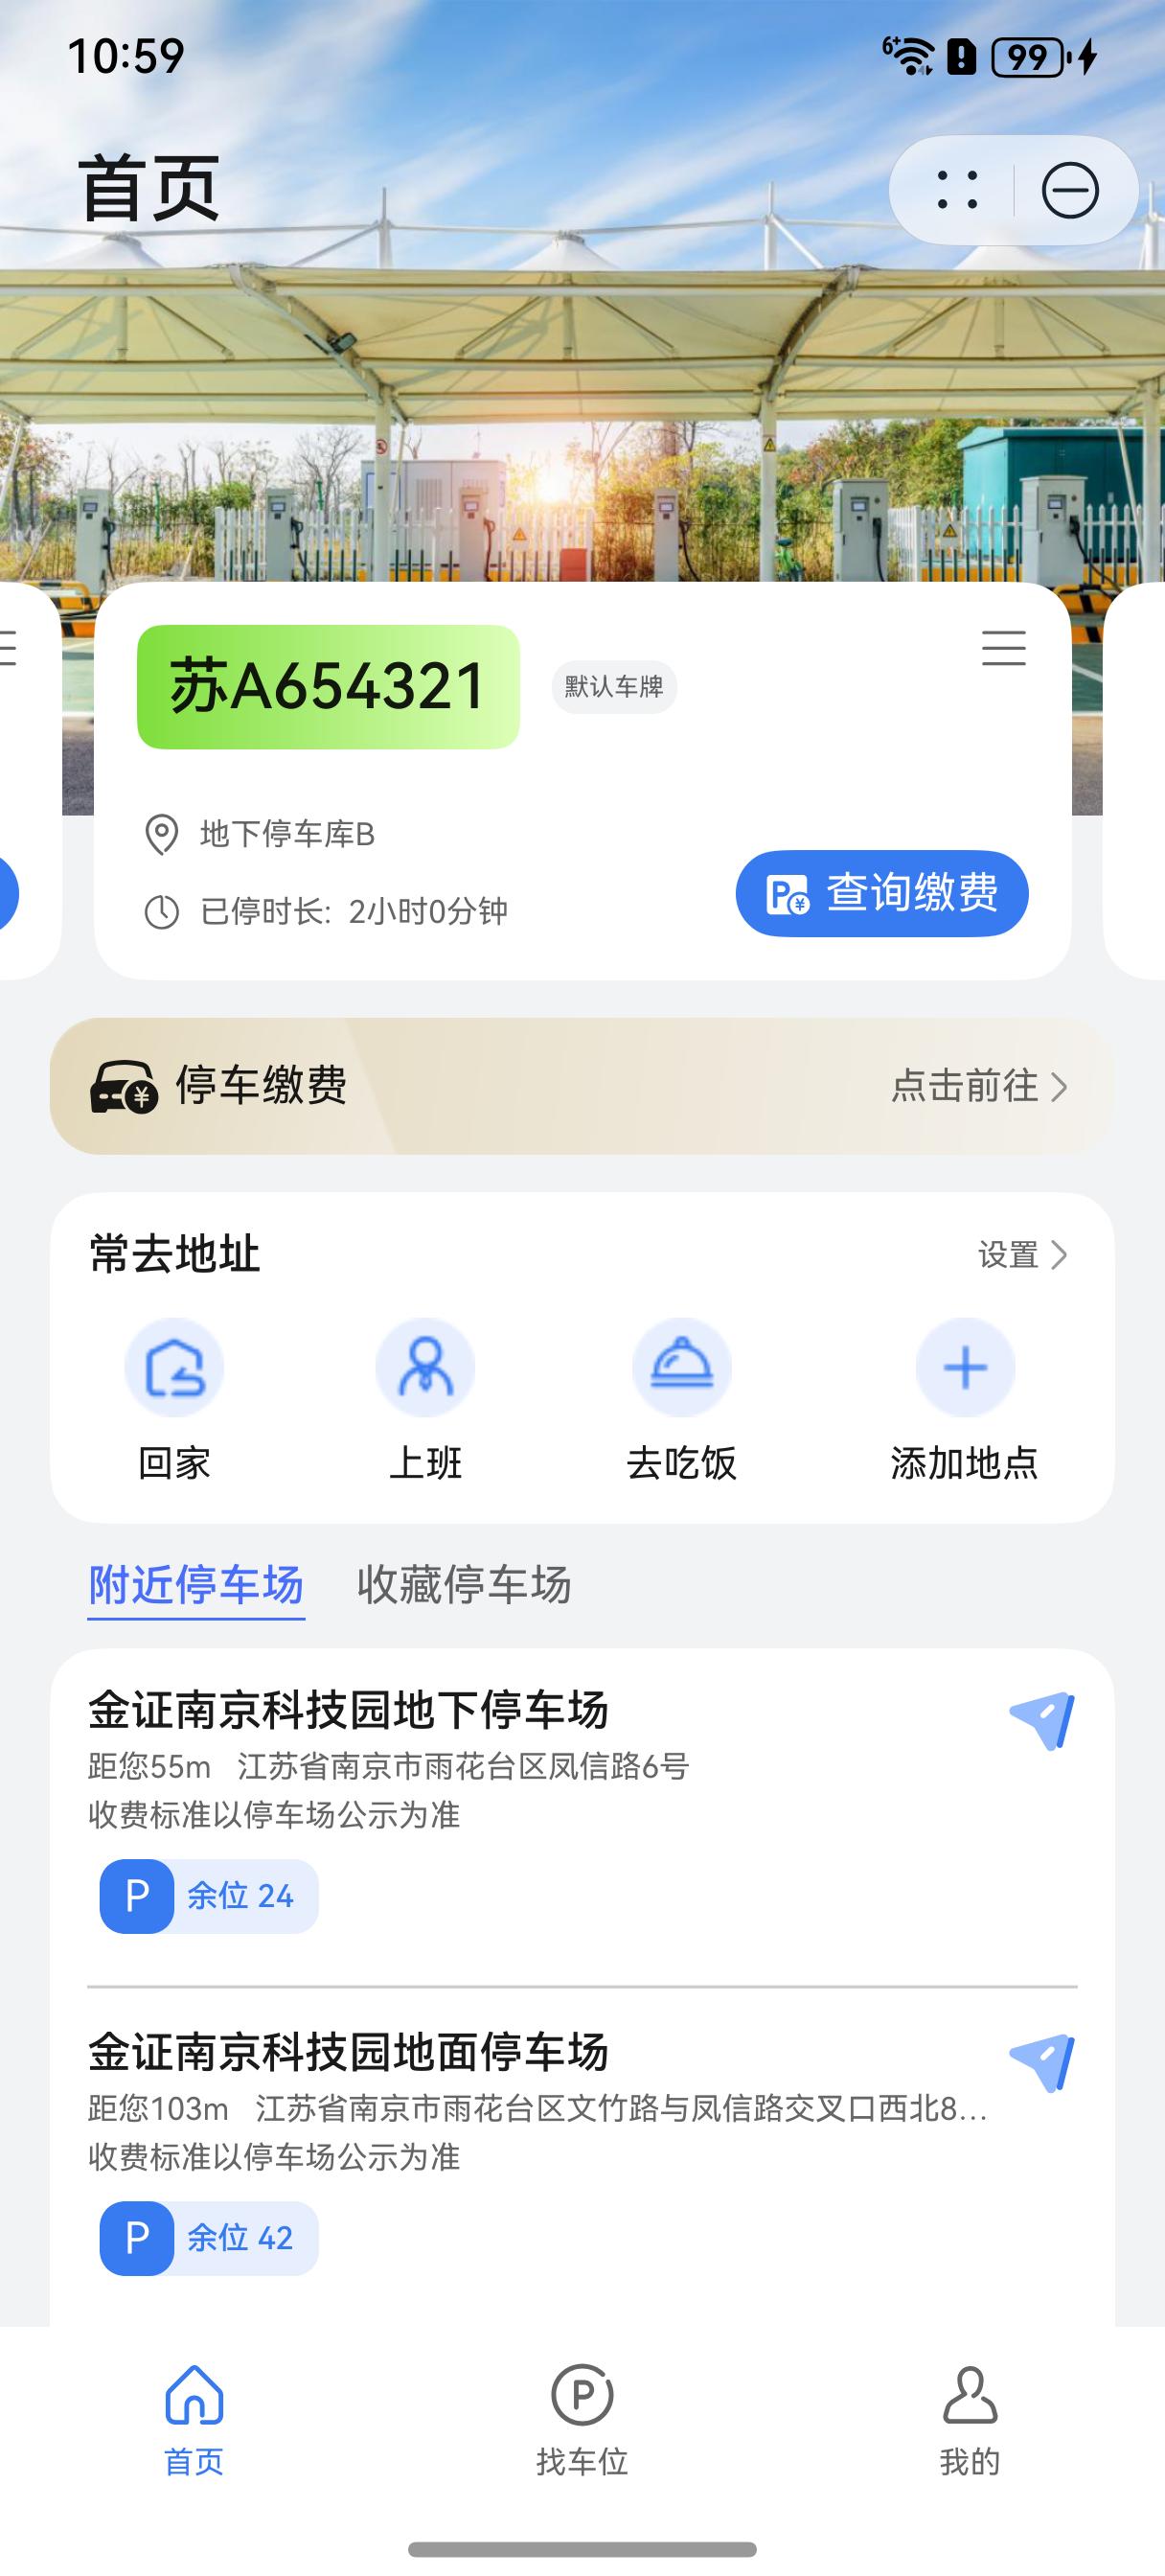 10:59
6+
99
首页
苏A654321
默认车牌
地下停车库B
已停时长: 2小时0分钟
P¥ 查询缴费
¥ 停车缴费
点击前往
常去地址
设置
回家 上班 去吃饭 添加地点
附近停车场 收藏停车场
金证南京科技园地下停车场
距您55m 江苏省南京市雨花台区凤信路6号
收费标准以停车场公示为准
P 余位 24
金证南京科技园地面停车场
距您103m 江苏省南京市雨花台区文竹路与凤信路交叉口西北8...
收费标准以停车场公示为准
P 余位 42
P
首页 找车位 我的